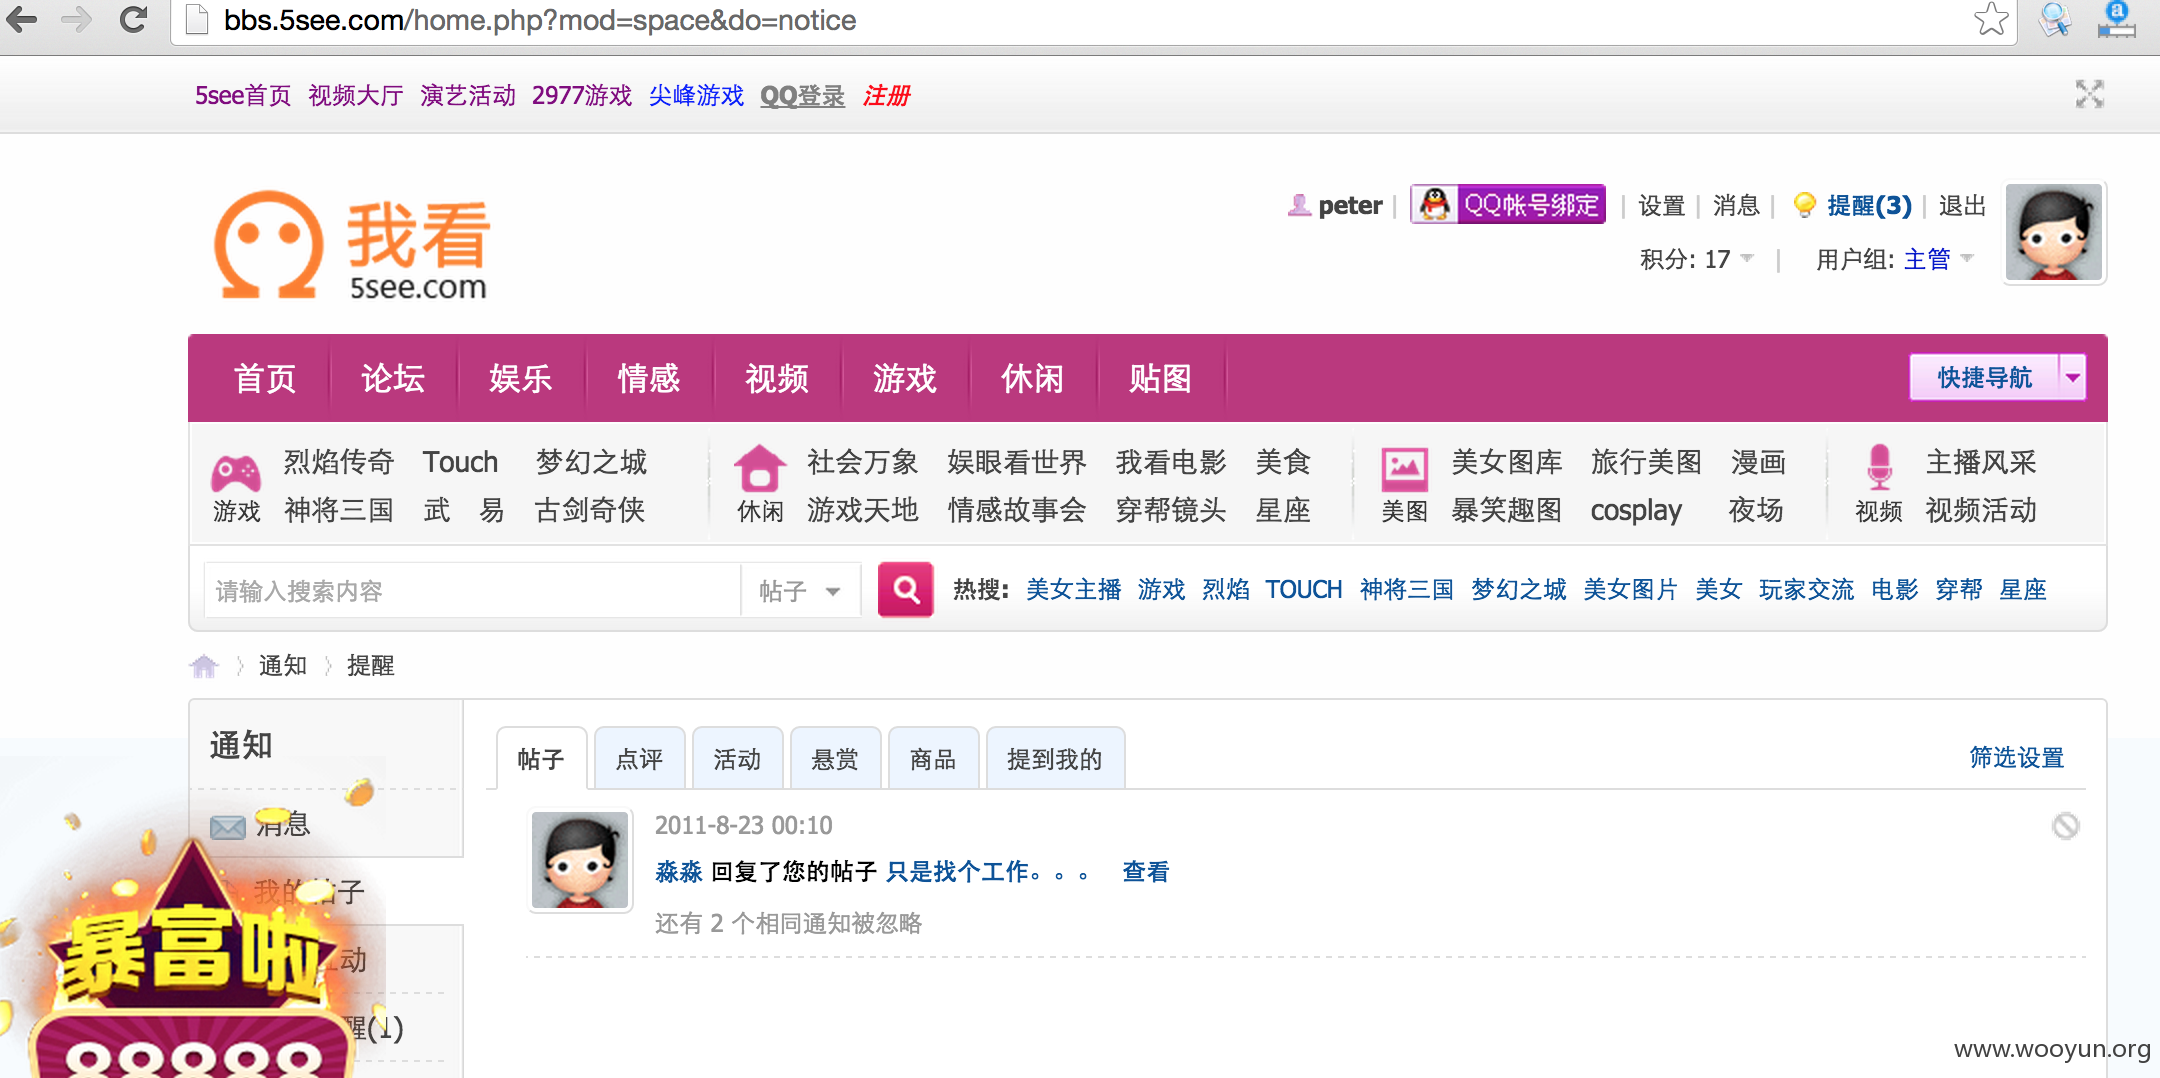 bbs.5see.com/home.php?mod=space&do=notice
5see首页 视频大厅 演艺活动 2977游戏 尖峰游戏 QQ登录 注册
我看
5see.com
peter | QQ帐号绑定 | 设置 | 消息 | 提醒(3) | 退出
积分: 17 | 用户组: 主管
首页 论坛 娱乐 情感 视频 游戏 休闲 贴图 快捷导航
游戏 烈焰传奇 Touch 梦幻之城
神将三国 武 易 古剑奇侠
休闲 社会万象 娱眼看世界 我看电影 美食
游戏天地 情感故事会 穿帮镜头 星座
美图 美女图库 旅行美图 漫画
暴笑趣图 cosplay 夜场
视频 主播风采
视频活动
请输入搜索内容 帖子 热搜: 美女主播 游戏 烈焰 TOUCH 神将三国 梦幻之城 美女图片 美女 玩家交流 电影 穿帮 星座
通知 提醒
通知
消息
我的帖子
动
醒(1)
暴富啦
88888
帖子 点评 活动 悬赏 商品 提到我的 筛选设置
2011-8-23 00:10
淼淼 回复了您的帖子 只是找个工作。。。 查看
还有 2 个相同通知被忽略
www.wooyun.org